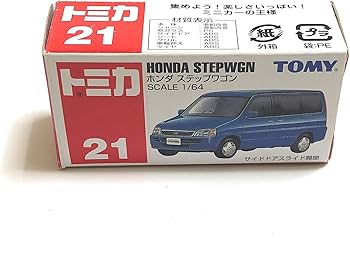 トミカ
21
集めよう！楽しさいっぱい！
ミニカーの王様
材質表示
紙
外箱
プラ
袋:PE
トミカ
21
HONDA STEPWGN
ホンダ ステップワゴン
SCALE 1/64
TOMY
サイドドアスライド開閉